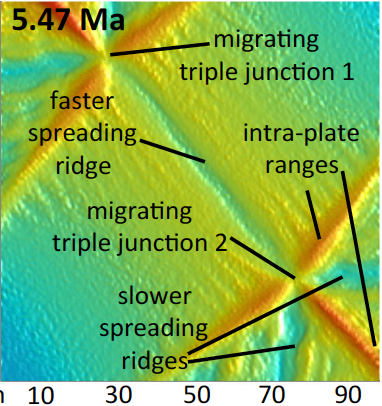 5.47 Ma
migrating
triple junction 1
faster
spreading
ridge
intra-plate
ranges
migrating
triple junction 2
slower
spreading
ridges
10 30 50 70 90